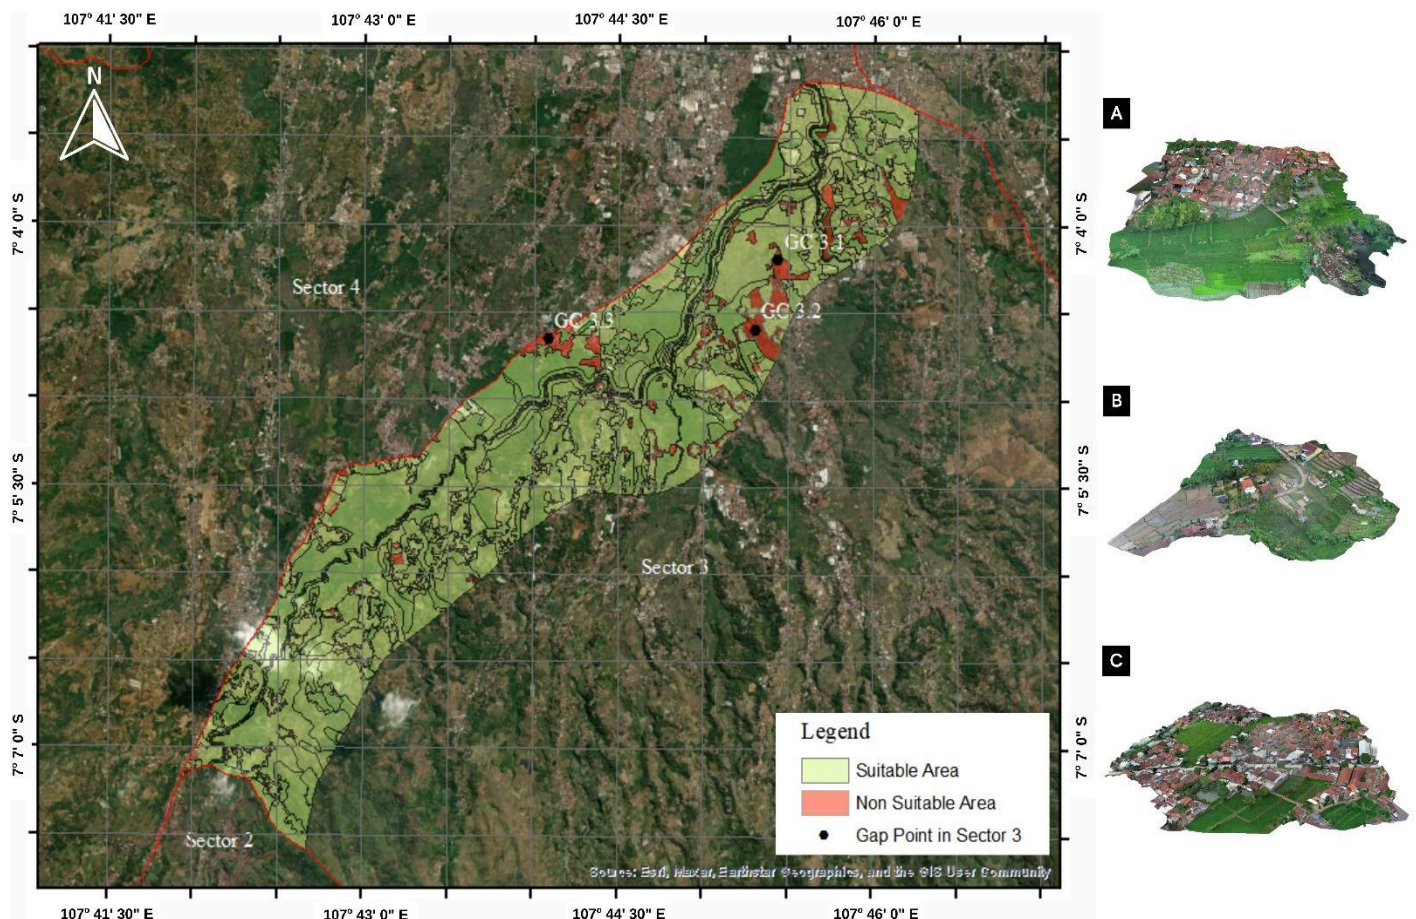 107° 41' 30" E 107° 43' 0" E 107° 44' 30" E 107° 46' 0" E
N
A
7° 4' 0" S
7° 4' 0" S
GC 3.1
Sector 4
GC 3.2
GC 3.3
B
7° 5' 30" S
7° 5' 30" S
Sector 3
C
7° 7' 0" S
7° 7' 0" S
Legend
Suitable Area
Non Suitable Area
Gap Point in Sector 3
Sector 2
Source: Esri, Maxar, Earthstar Geographics, and the GIS User Community
107° 41' 30" E 107° 43' 0" E 107° 44' 30" E 107° 46' 0" E